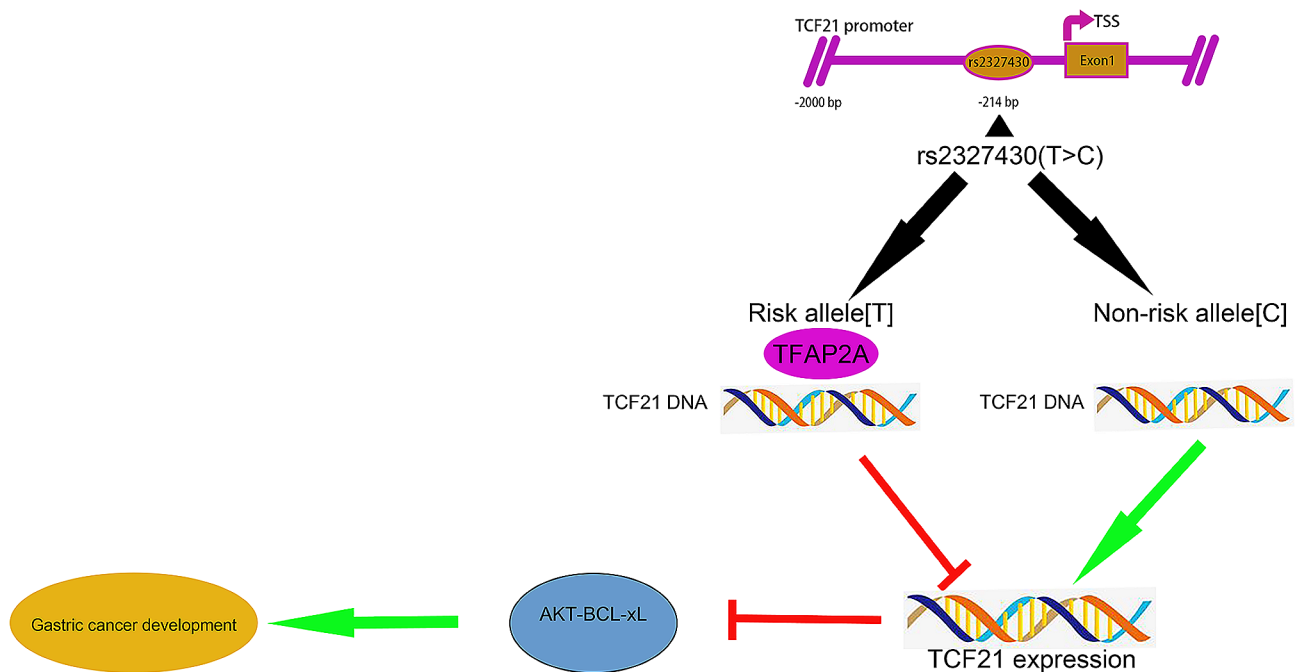 TCF21 promoter
TSS
rs2327430
Exon1
-2000 bp
-214 bp
rs2327430(T>C)
Risk allele[T]
Non-risk allele[C]
TFAP2A
TCF21 DNA
TCF21 DNA
Gastric cancer development
AKT-BCL-xL
TCF21 expression